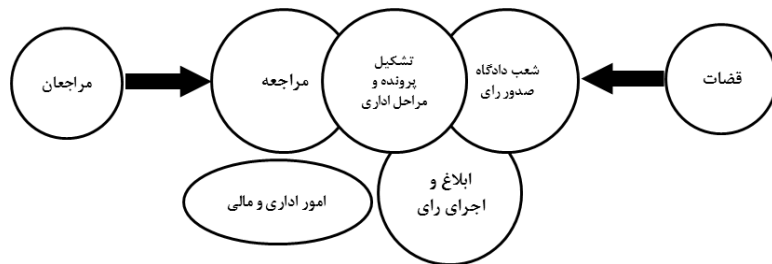 قضات
شعب دادگاه
صدور رای
تشکیل
پرونده و
مراحل اداری
مراجعه
مراجعان
ابلاغ و
اجرای رای
امور اداری و مالی